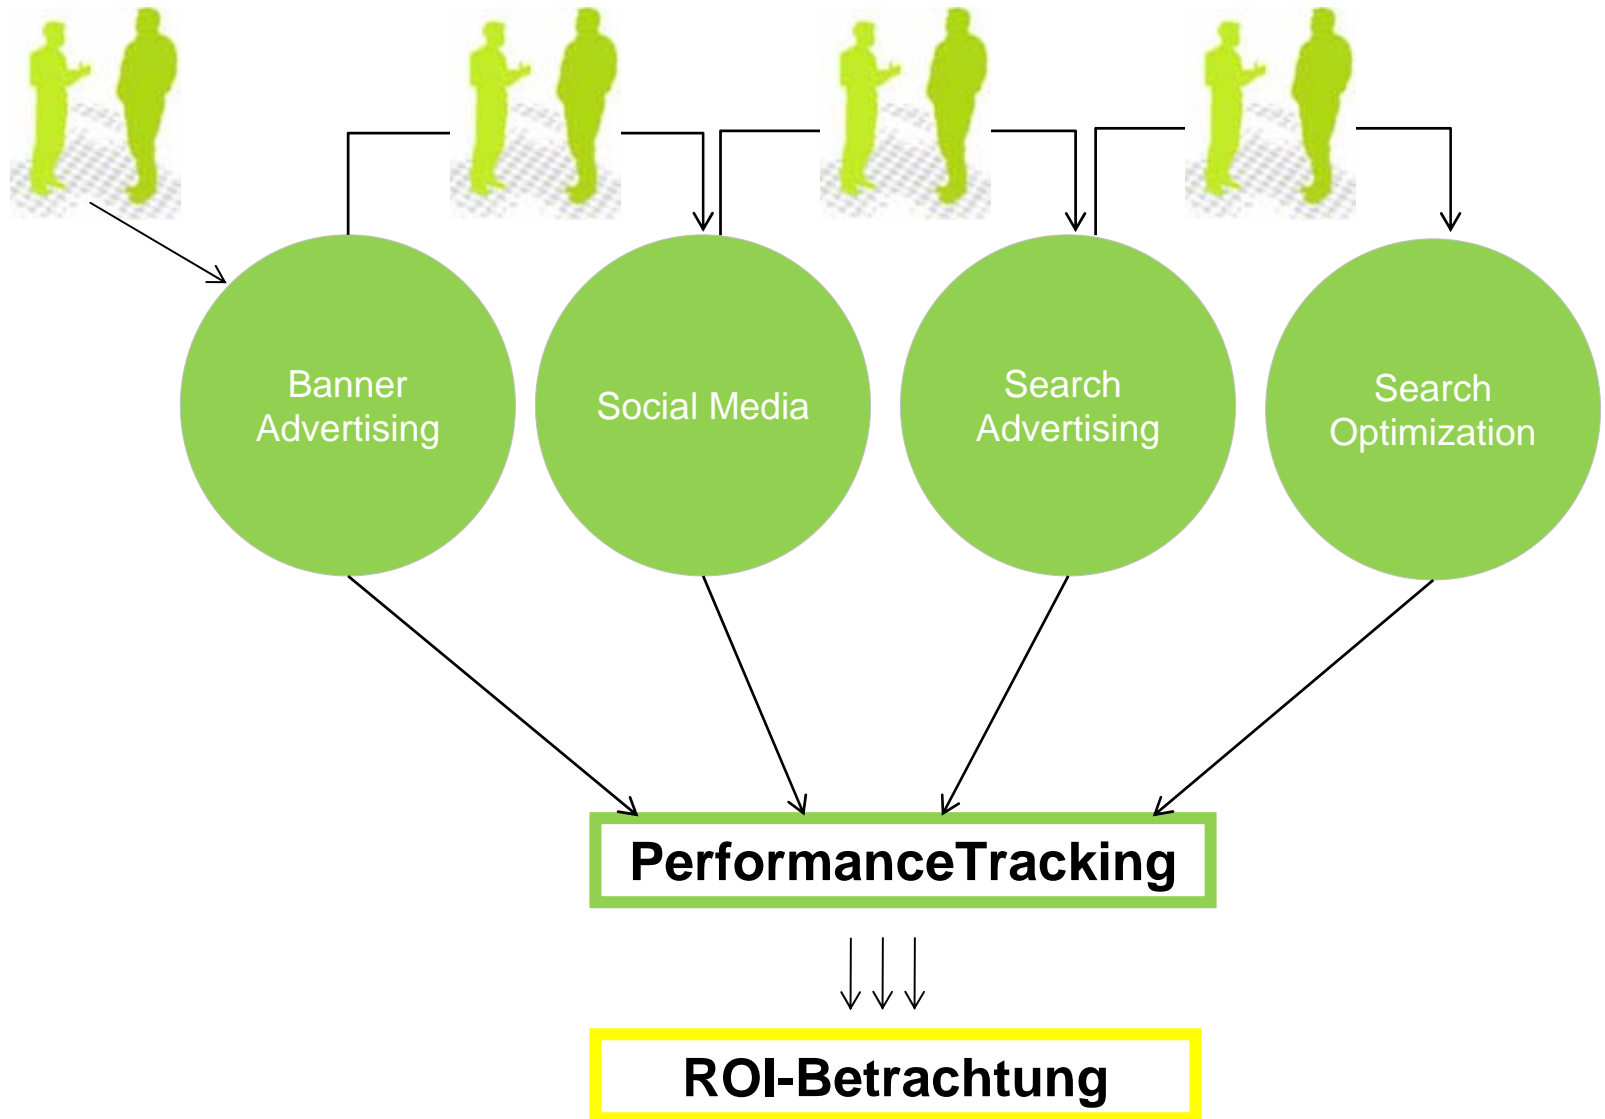 Banner
Advertising
Social Media
Search
Advertising
Search
Optimization
PerformanceTracking
ROI-Betrachtung